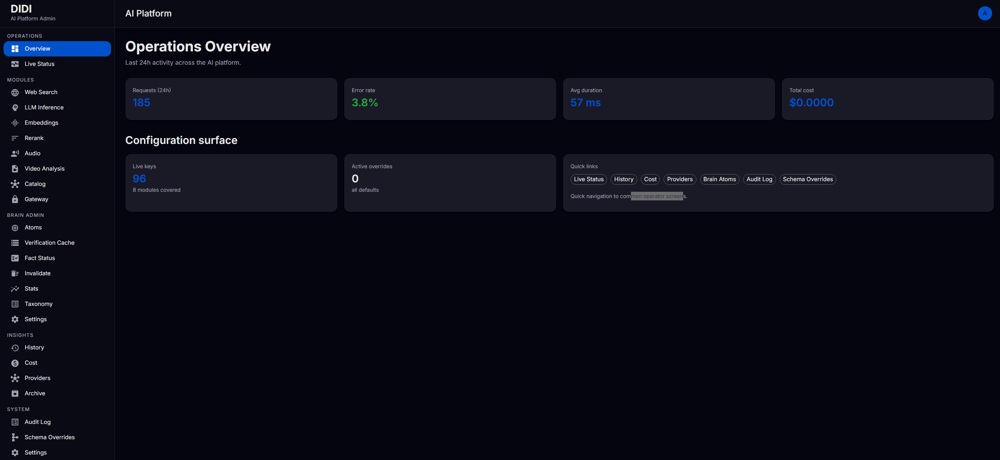 DIDI
AI Platform Admin
OPERATIONS
Overview
Live Status
MODULES
Web Search
LLM Inference
Embeddings
Rerank
Audio
Video Analysis
Catalog
Gateway
BRAIN ADMIN
Atoms
Verification Cache
Fact Status
Invalidate
Stats
Taxonomy
Settings
INSIGHTS
History
Cost
Providers
Archive
SYSTEM
Audit Log
Schema Overrides
Settings
AI Platform
A
Operations Overview
Last 24h activity across the AI platform.
Requests (24h)
185
Error rate
3.8%
Avg duration
57 ms
Total cost
$0.0000
Configuration surface
Live keys
96
8 modules covered
Active overrides
0
all defaults
Quick links
Live Status History Cost Providers Brain Atoms Audit Log Schema Overrides
Quick navigation to common operator screens.